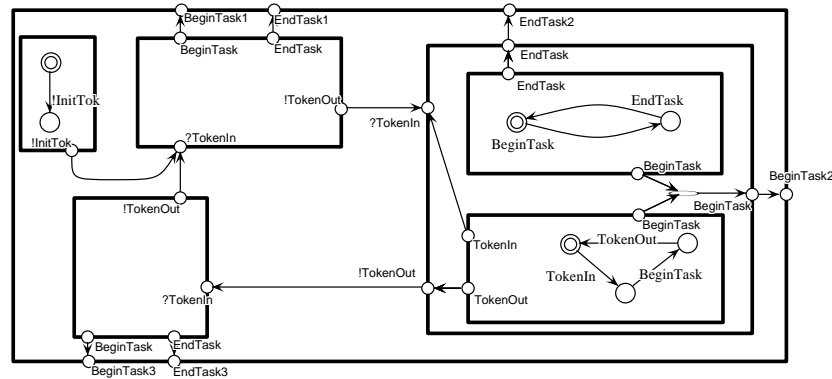 BeginTask1
EndTask1
EndTask2
BeginTask
EndTask
EndTask
EndTask
!InitTok
!TokenOut
EndTask
?TokenIn
BeginTask
!InitTok
?TokenIn
BeginTask
BeginTask2
BeginTask
!TokenOut
BeginTask
TokenIn
TokenOut
!TokenOut
TokenIn
BeginTask
?TokenIn
TokenOut
BeginTask
EndTask
BeginTask3
EndTask3